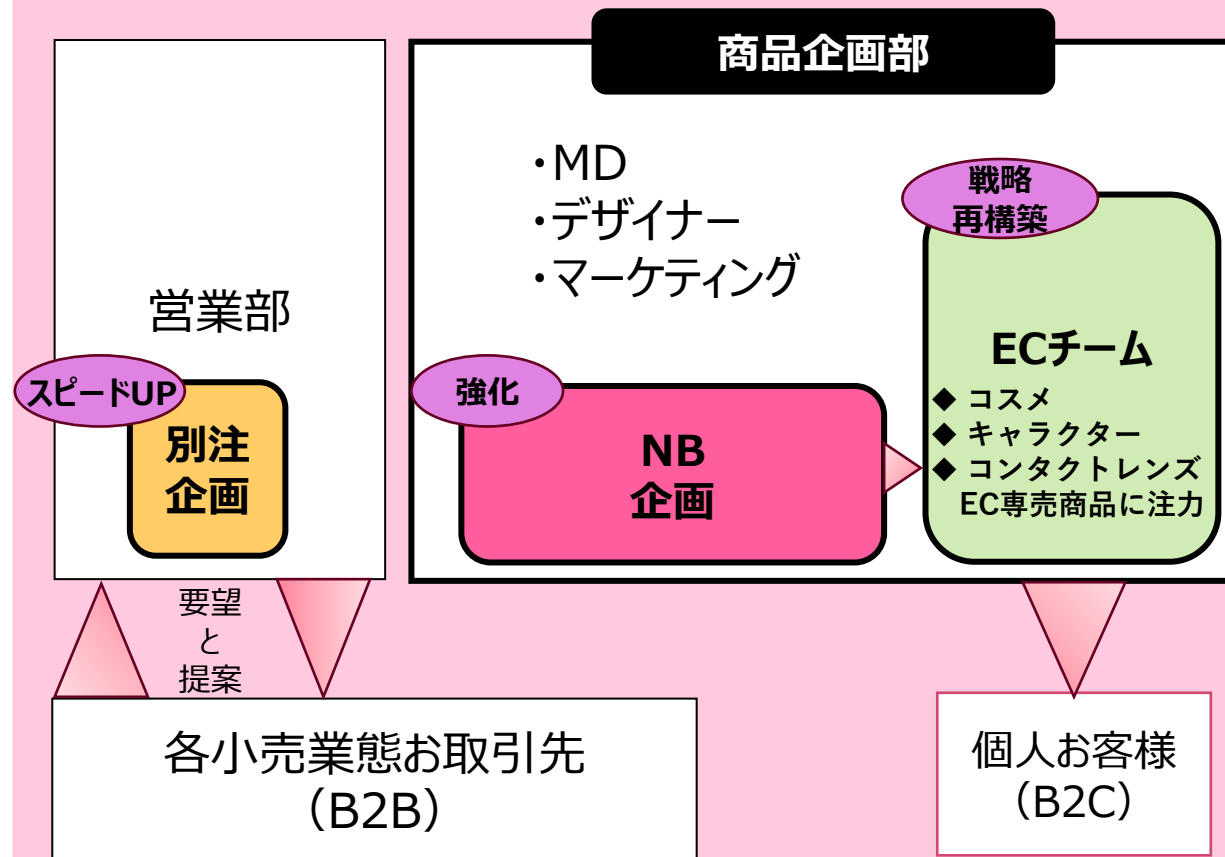 商品企画部
・MD
・デザイナー
・マーケティング
戦略
再構築
営業部
ECチーム
◆ コスメ
◆ キャラクター
◆ コンタクトレンズ
EC専売商品に注力
スピードUP
別注
企画
強化
NB
企画
要望
と
提案
各小売業態お取引先
（B2B）
個人お客様
（B2C）